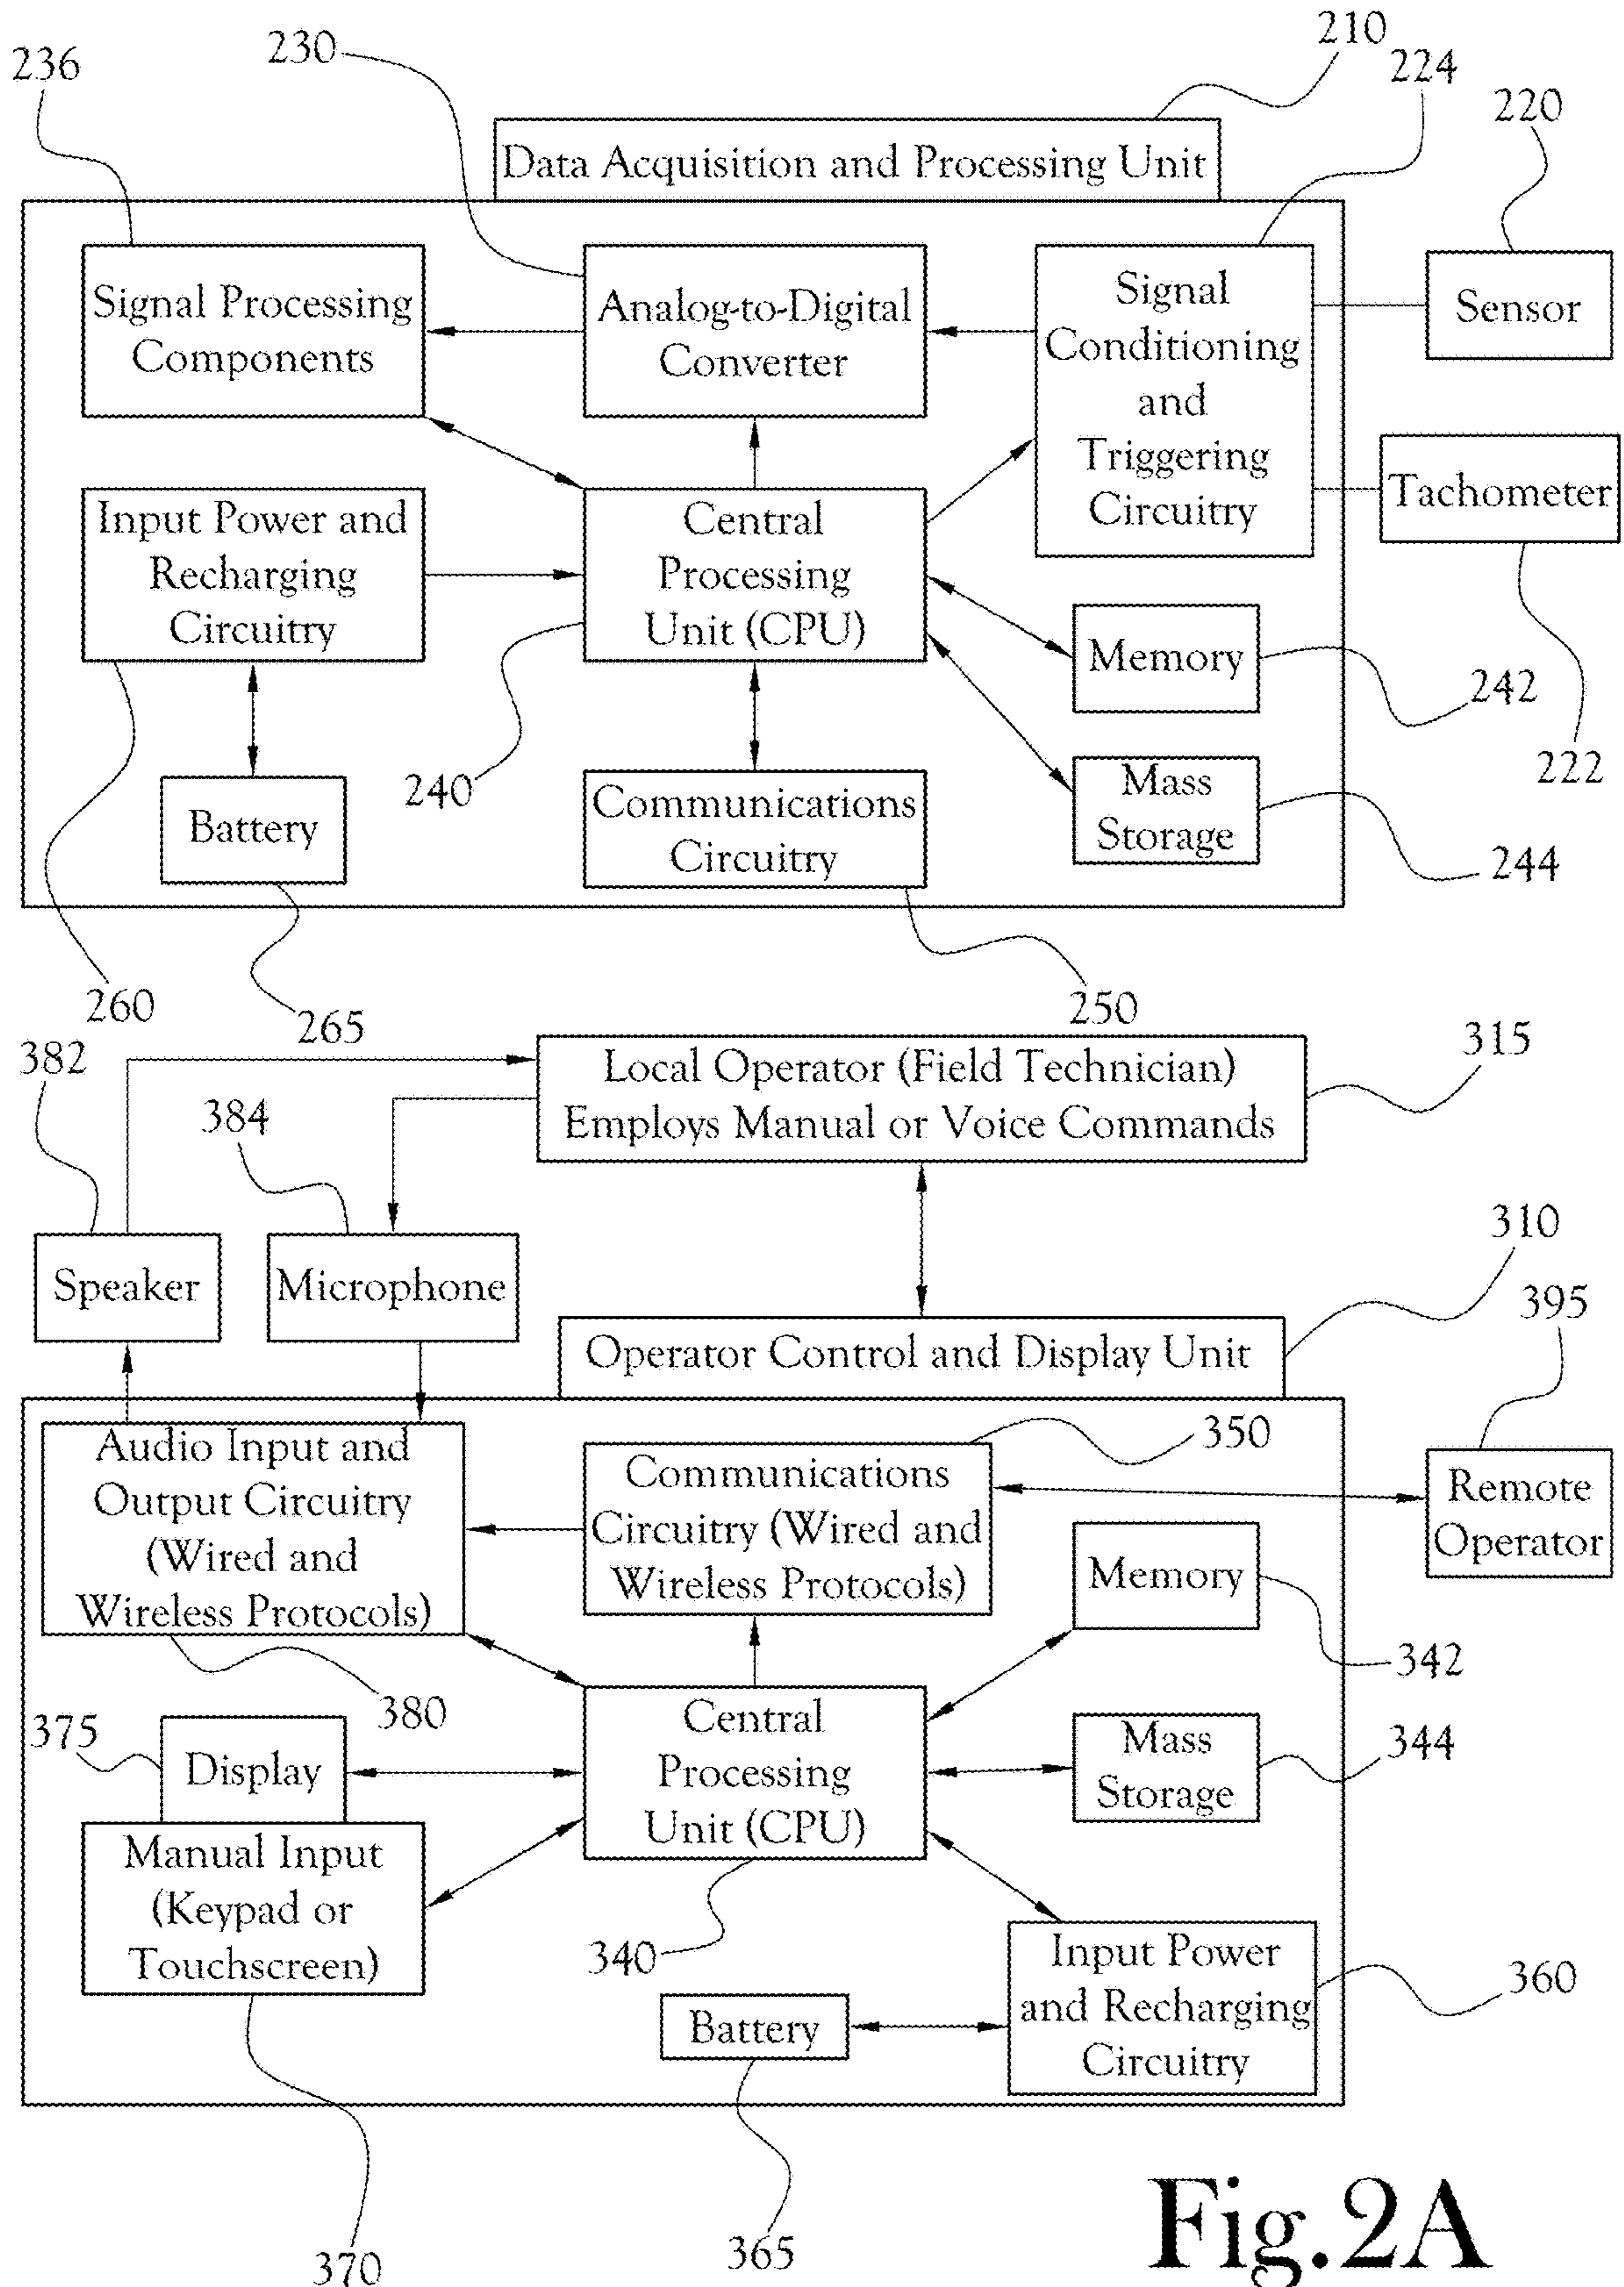 210
230
224
236
220
Data Acquisition and Processing Unit
Signal Processing
Components
Analog-to-Digital
Converter
Signal
Conditioning
and
Triggering
Circuitry
Sensor
Tachometer
Input Power and
Recharging
Circuitry
Central
Processing
Unit (CPU)
Memory
242
222
240
Battery
Communications
Circuitry
Mass
Storage
244
260
265
250
382
384
Local Operator (Field Technician)
Employs Manual or Voice Commands
315
310
Speaker
Microphone
395
Operator Control and Display Unit
Audio Input and
Output Circuitry
(Wired and
Wireless Protocols)
350
Communications
Circuitry (Wired and
Wireless Protocols)
Remote
Operator
Memory
342
380
375
Display
Central
Processing
Unit (CPU)
Mass
Storage
344
Manual Input
(Keypad or
Touchscreen)
340
Input Power
and Recharging
Circuitry
360
Battery
370
365
Fig.2A